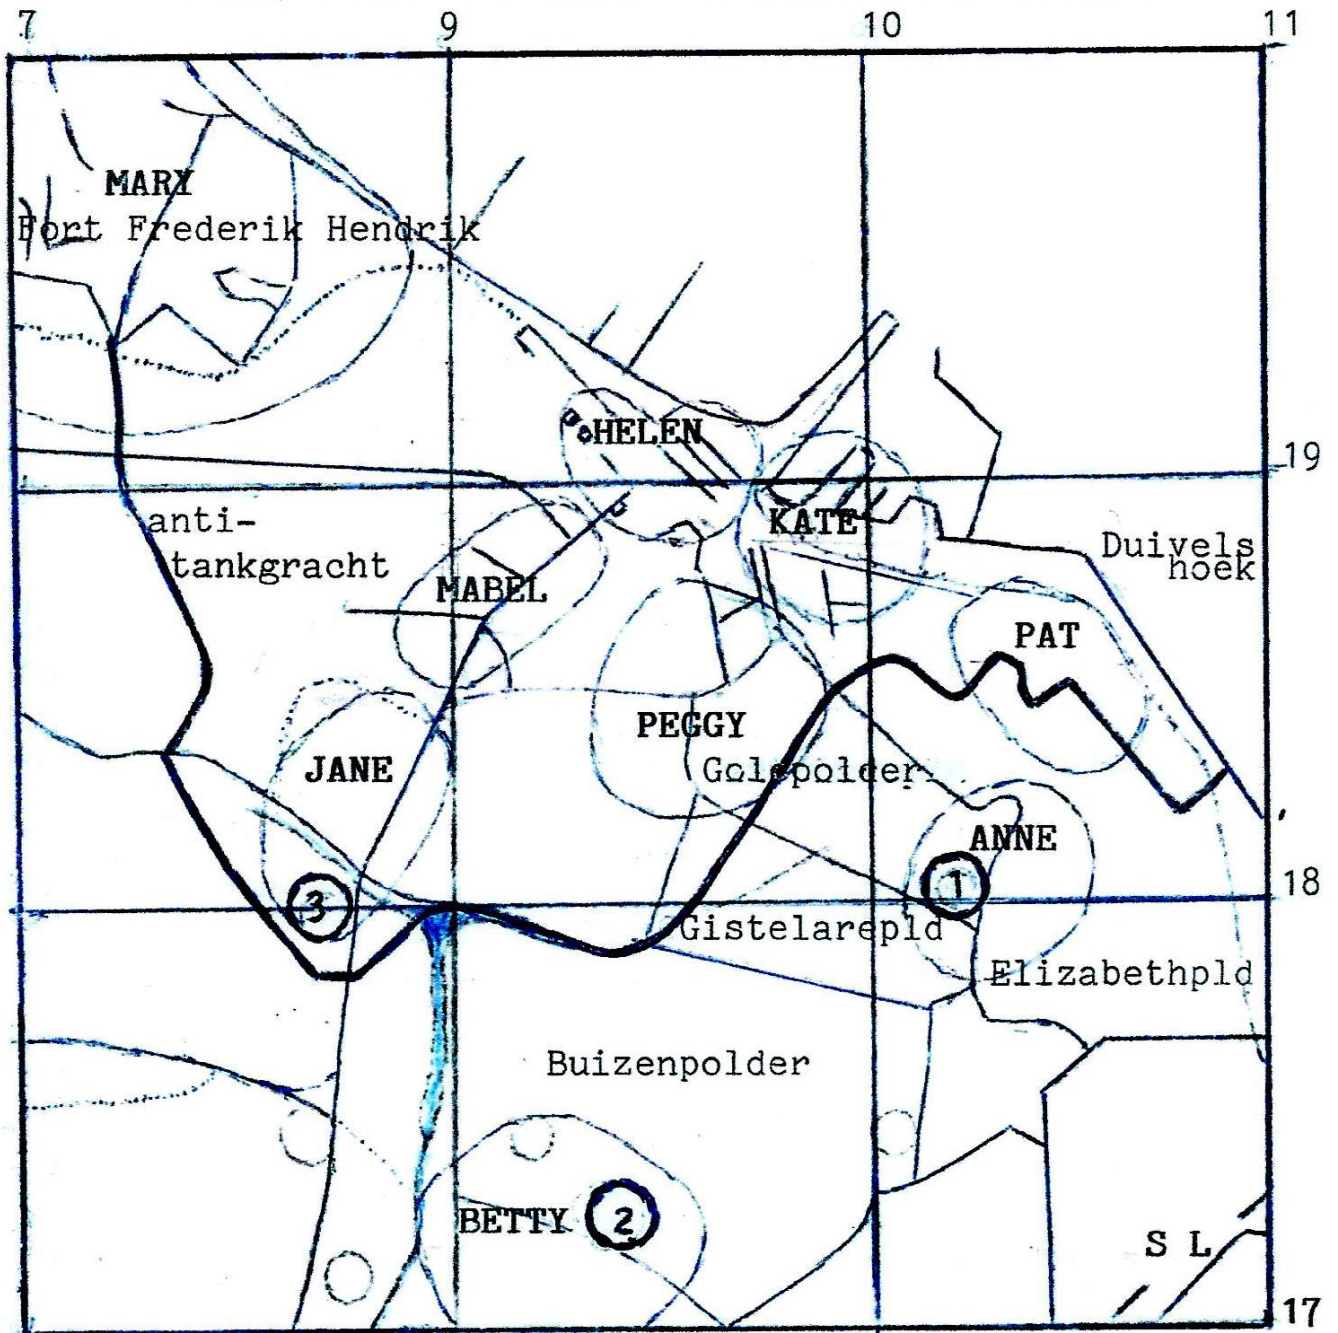 7 9 10 11
MARY
Fort Frederik Hendrik
HELEN
19
KATE
anti-
tankgracht
Duivels
hoek
MABEL
PAT
PEGGY
JANE
Golepolder
ANNE
1
18
3
Gistelarepld
Elizabethpld
Buizenpolder
BETTY 2
S L
17